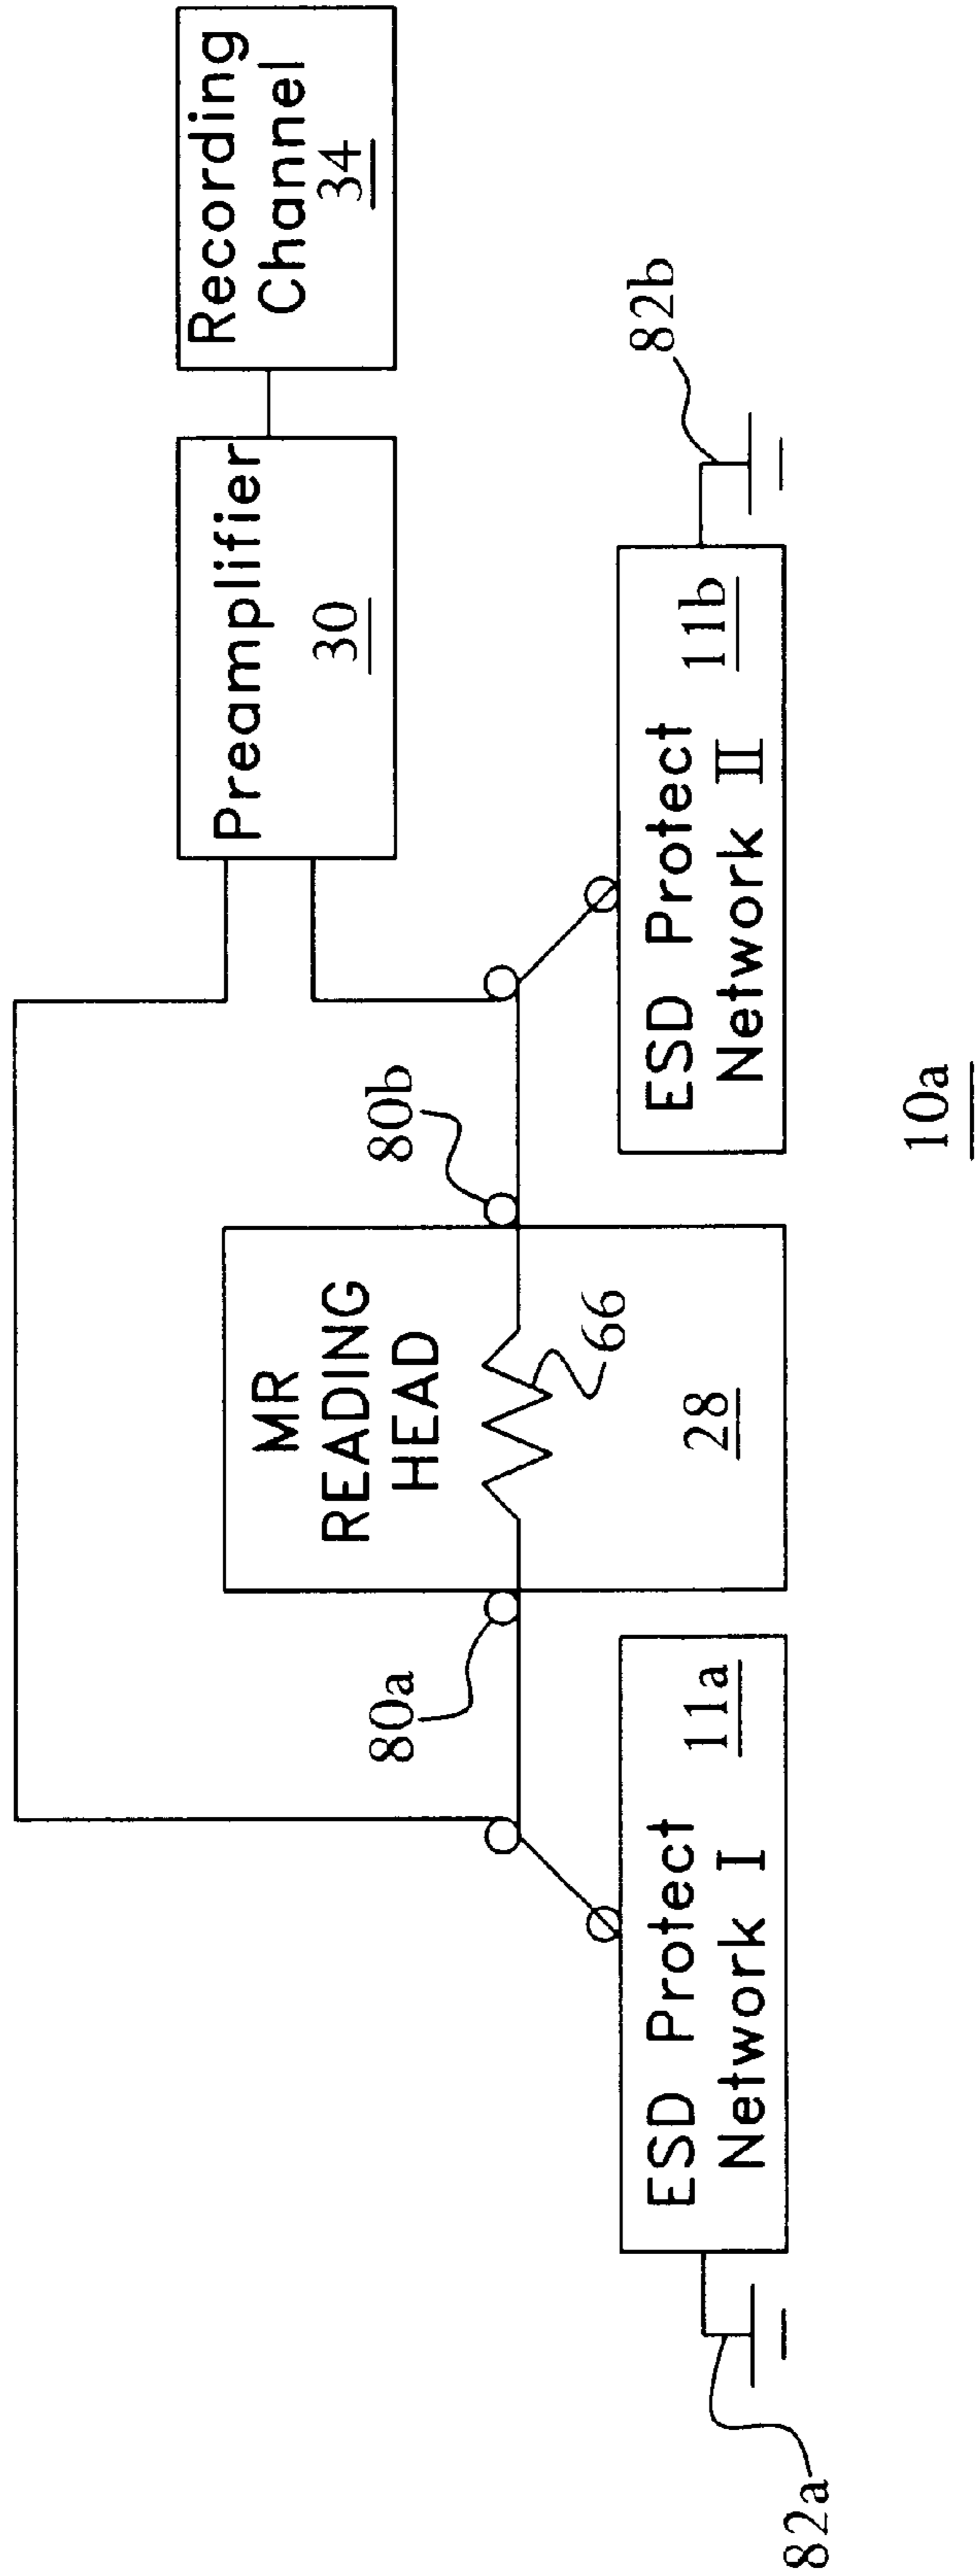 Recording
Channel
34
Preamplifier
30
82b
80b
MR
READING
HEAD
66
28
80a
ESD Protect
Network II
11b
ESD Protect
Network I
11a
82a
10a